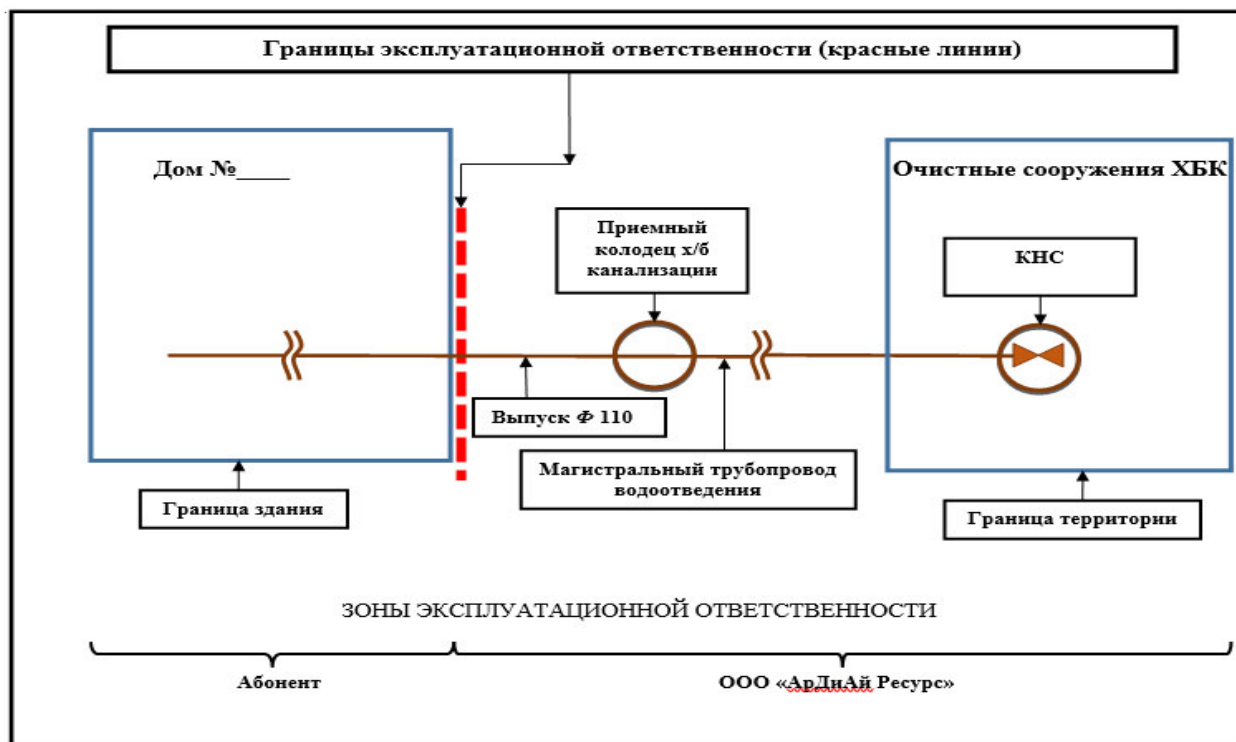 Границы эксплуатационной ответственности (красные линии)
Дом №____
Очистные сооружения ХБК
Приемный
колодец х/б
канализации
КНС
Выпуск Ф 110
Магистральный трубопровод
водоотведения
Граница здания
Граница территории
ЗОНЫ ЭКСПЛУАТАЦИОННОЙ ОТВЕТСТВЕННОСТИ
Абонент
ООО «АрДиАй Ресурс»